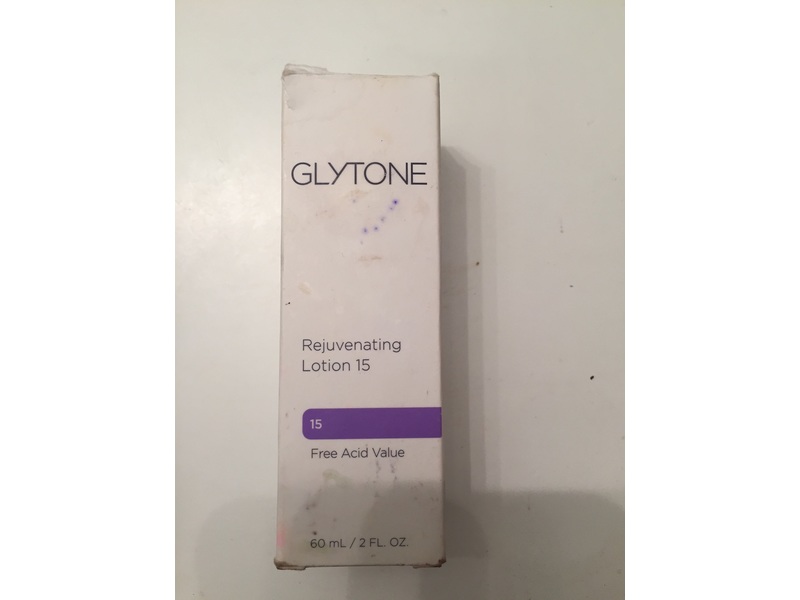 GLYTONE
Rejuvenating
Lotion 15
15
Free Acid Value
60 mL / 2 FL. OZ.